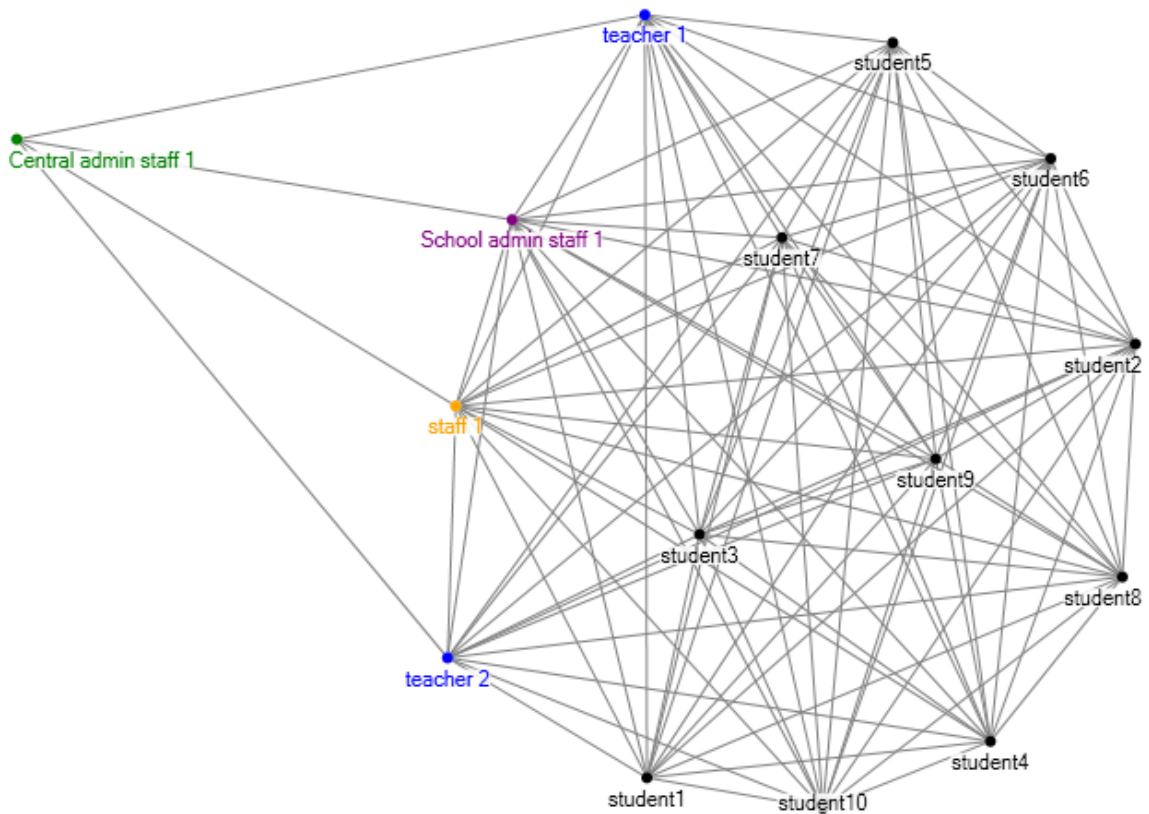 teacher 1
student5
Central admin staff 1
student6
School admin staff 1
student7
student2
staff 1
student9
student3
student8
teacher 2
student4
student1
student10